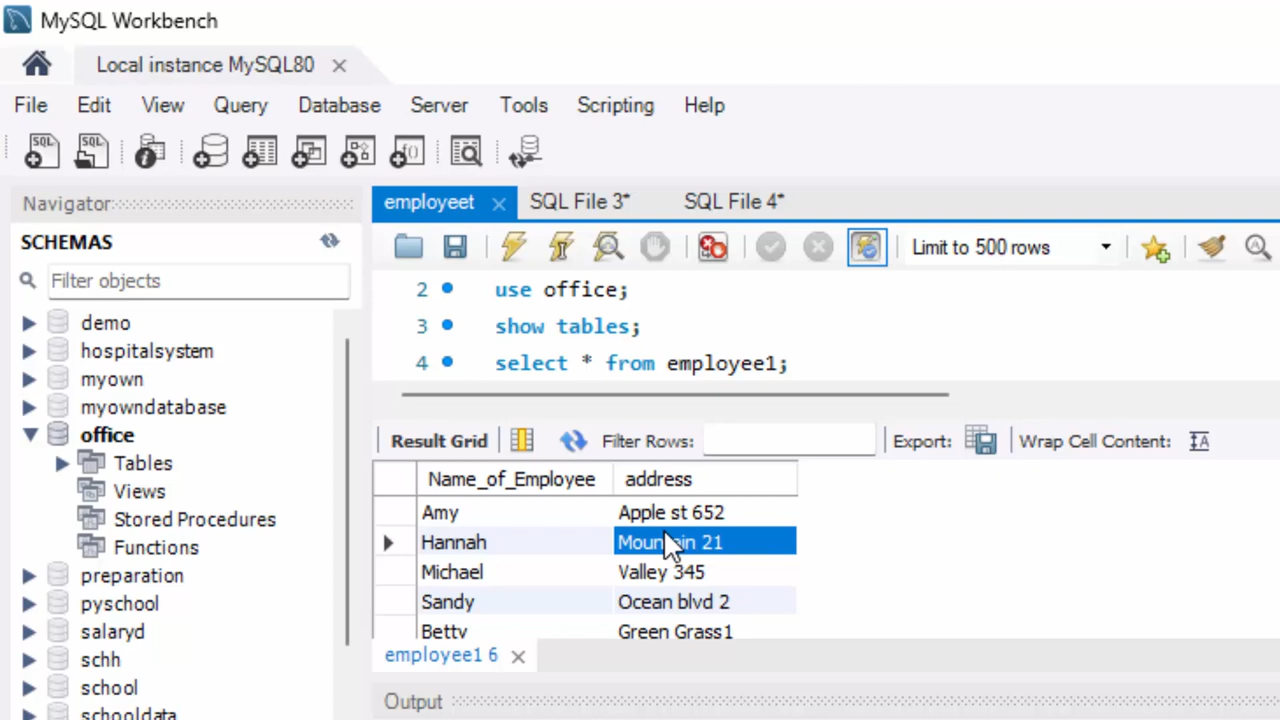 MySQL Workbench
Local instance MySQL80
File Edit View Query Database Server Tools Scripting Help
SQL SQL
Navigator
SCHEMAS
Filter objects
demo
hospitalsystem
myown
myowndatabase
office
Tables
Views
Stored Procedures
Functions
preparation
pyschool
salaryd
schh
school
schooldata
employeet SQL File 3* SQL File 4*
Limit to 500 rows
2 use office;
3 show tables;
4 select * from employee1;
Result Grid Filter Rows: Export: Wrap Cell Content:
Name_of_Employee address
Amy Apple st 652
Hannah Mountain 21
Michael Valley 345
Sandy Ocean blvd 2
Betty Green Grass1
employee1 6
Output